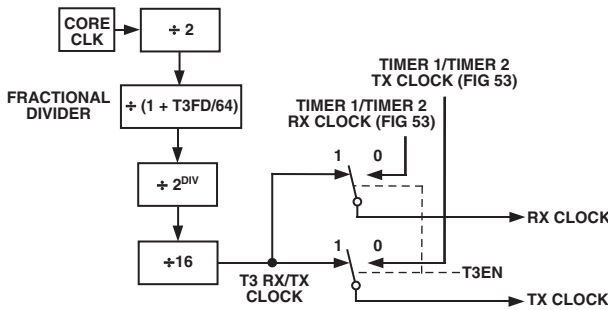 CORE
CLK
÷ 2
FRACTIONAL
DIVIDER
÷ (1 + T3FD/64)
÷ 2DIV
÷16
T3 RX/TX
CLOCK
TIMER 1/TIMER 2
TX CLOCK (FIG 53)
TIMER 1/TIMER 2
RX CLOCK (FIG 53)
1 0
RX CLOCK
1 0
T3EN
TX CLOCK